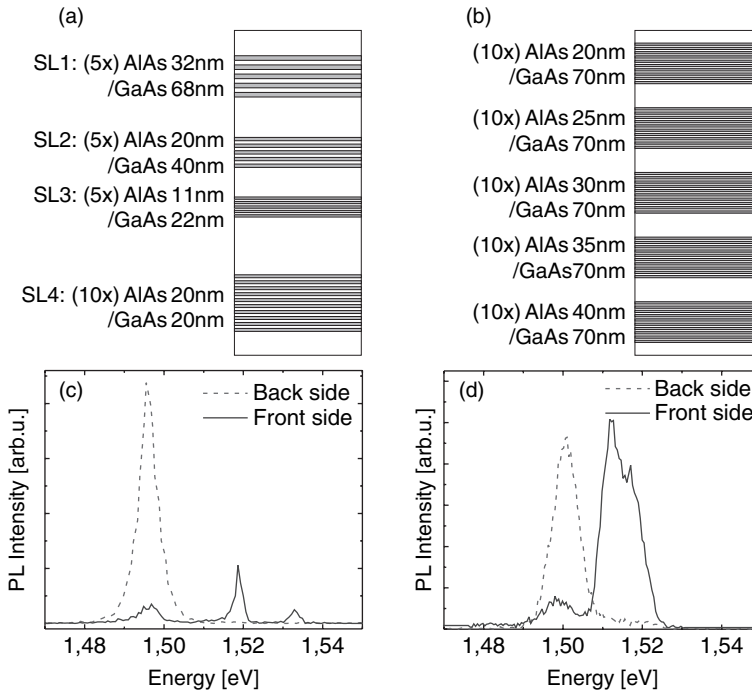 (a)
SL1: (5x) AlAs 32nm
/GaAs 68nm
SL2: (5x) AlAs 20nm
/GaAs 40nm
SL3: (5x) AlAs 11nm
/GaAs 22nm
SL4: (10x) AlAs 20nm
/GaAs 20nm
(b)
(10x) AlAs 20nm
/GaAs 70nm
(10x) AlAs 25nm
/GaAs 70nm
(10x) AlAs 30nm
/GaAs 70nm
(10x) AlAs 35nm
/GaAs70nm
(10x) AlAs 40nm
/GaAs 70nm
(c)
Back side
Front side
PL Intensity [arb.u.]
1,48 1,50 1,52 1,54
Energy [eV]
(d)
Back side
Front side
PL Intensity [arb.u.]
1,48 1,50 1,52 1,54
Energy [eV]